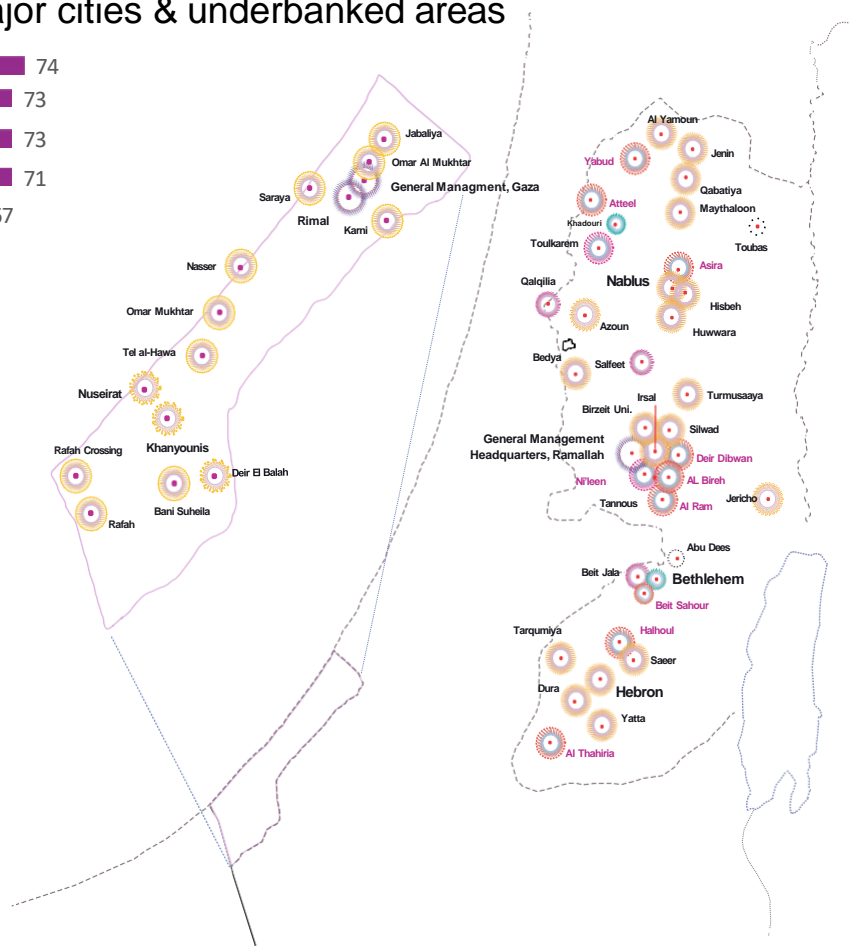 ajor cities & underbanked areas
74
73
73
71
67
Jabaliya
Omar Al Mukhtar
General Managment, Gaza
Saraya
Rimal
Karni
Nasser
Omar Mukhtar
Tel al-Hawa
Nuseirat
Khanyounis
Rafah Crossing
Deir El Balah
Bani Suheila
Rafah
Al Yamoun
Jenin
Yabud
Qabatiya
Atteel
Maythaloon
Khadouri
Toulkarem
Toubas
Asira
Nablus
Qalqilia
Hisbeh
Azoun
Huwwara
Bedya
Salfeet
Irsal
Turmusaaya
Birzeit Uni.
Silwad
General Management
Headquarters, Ramallah
Deir Dibwan
Ni'leen
AL Bireh
Tannous
Al Ram
Jericho
Abu Dees
Beit Jala
Bethlehem
Beit Sahour
Tarqumiya
Halhoul
Saeer
Dura
Hebron
Yatta
Al Thahiria